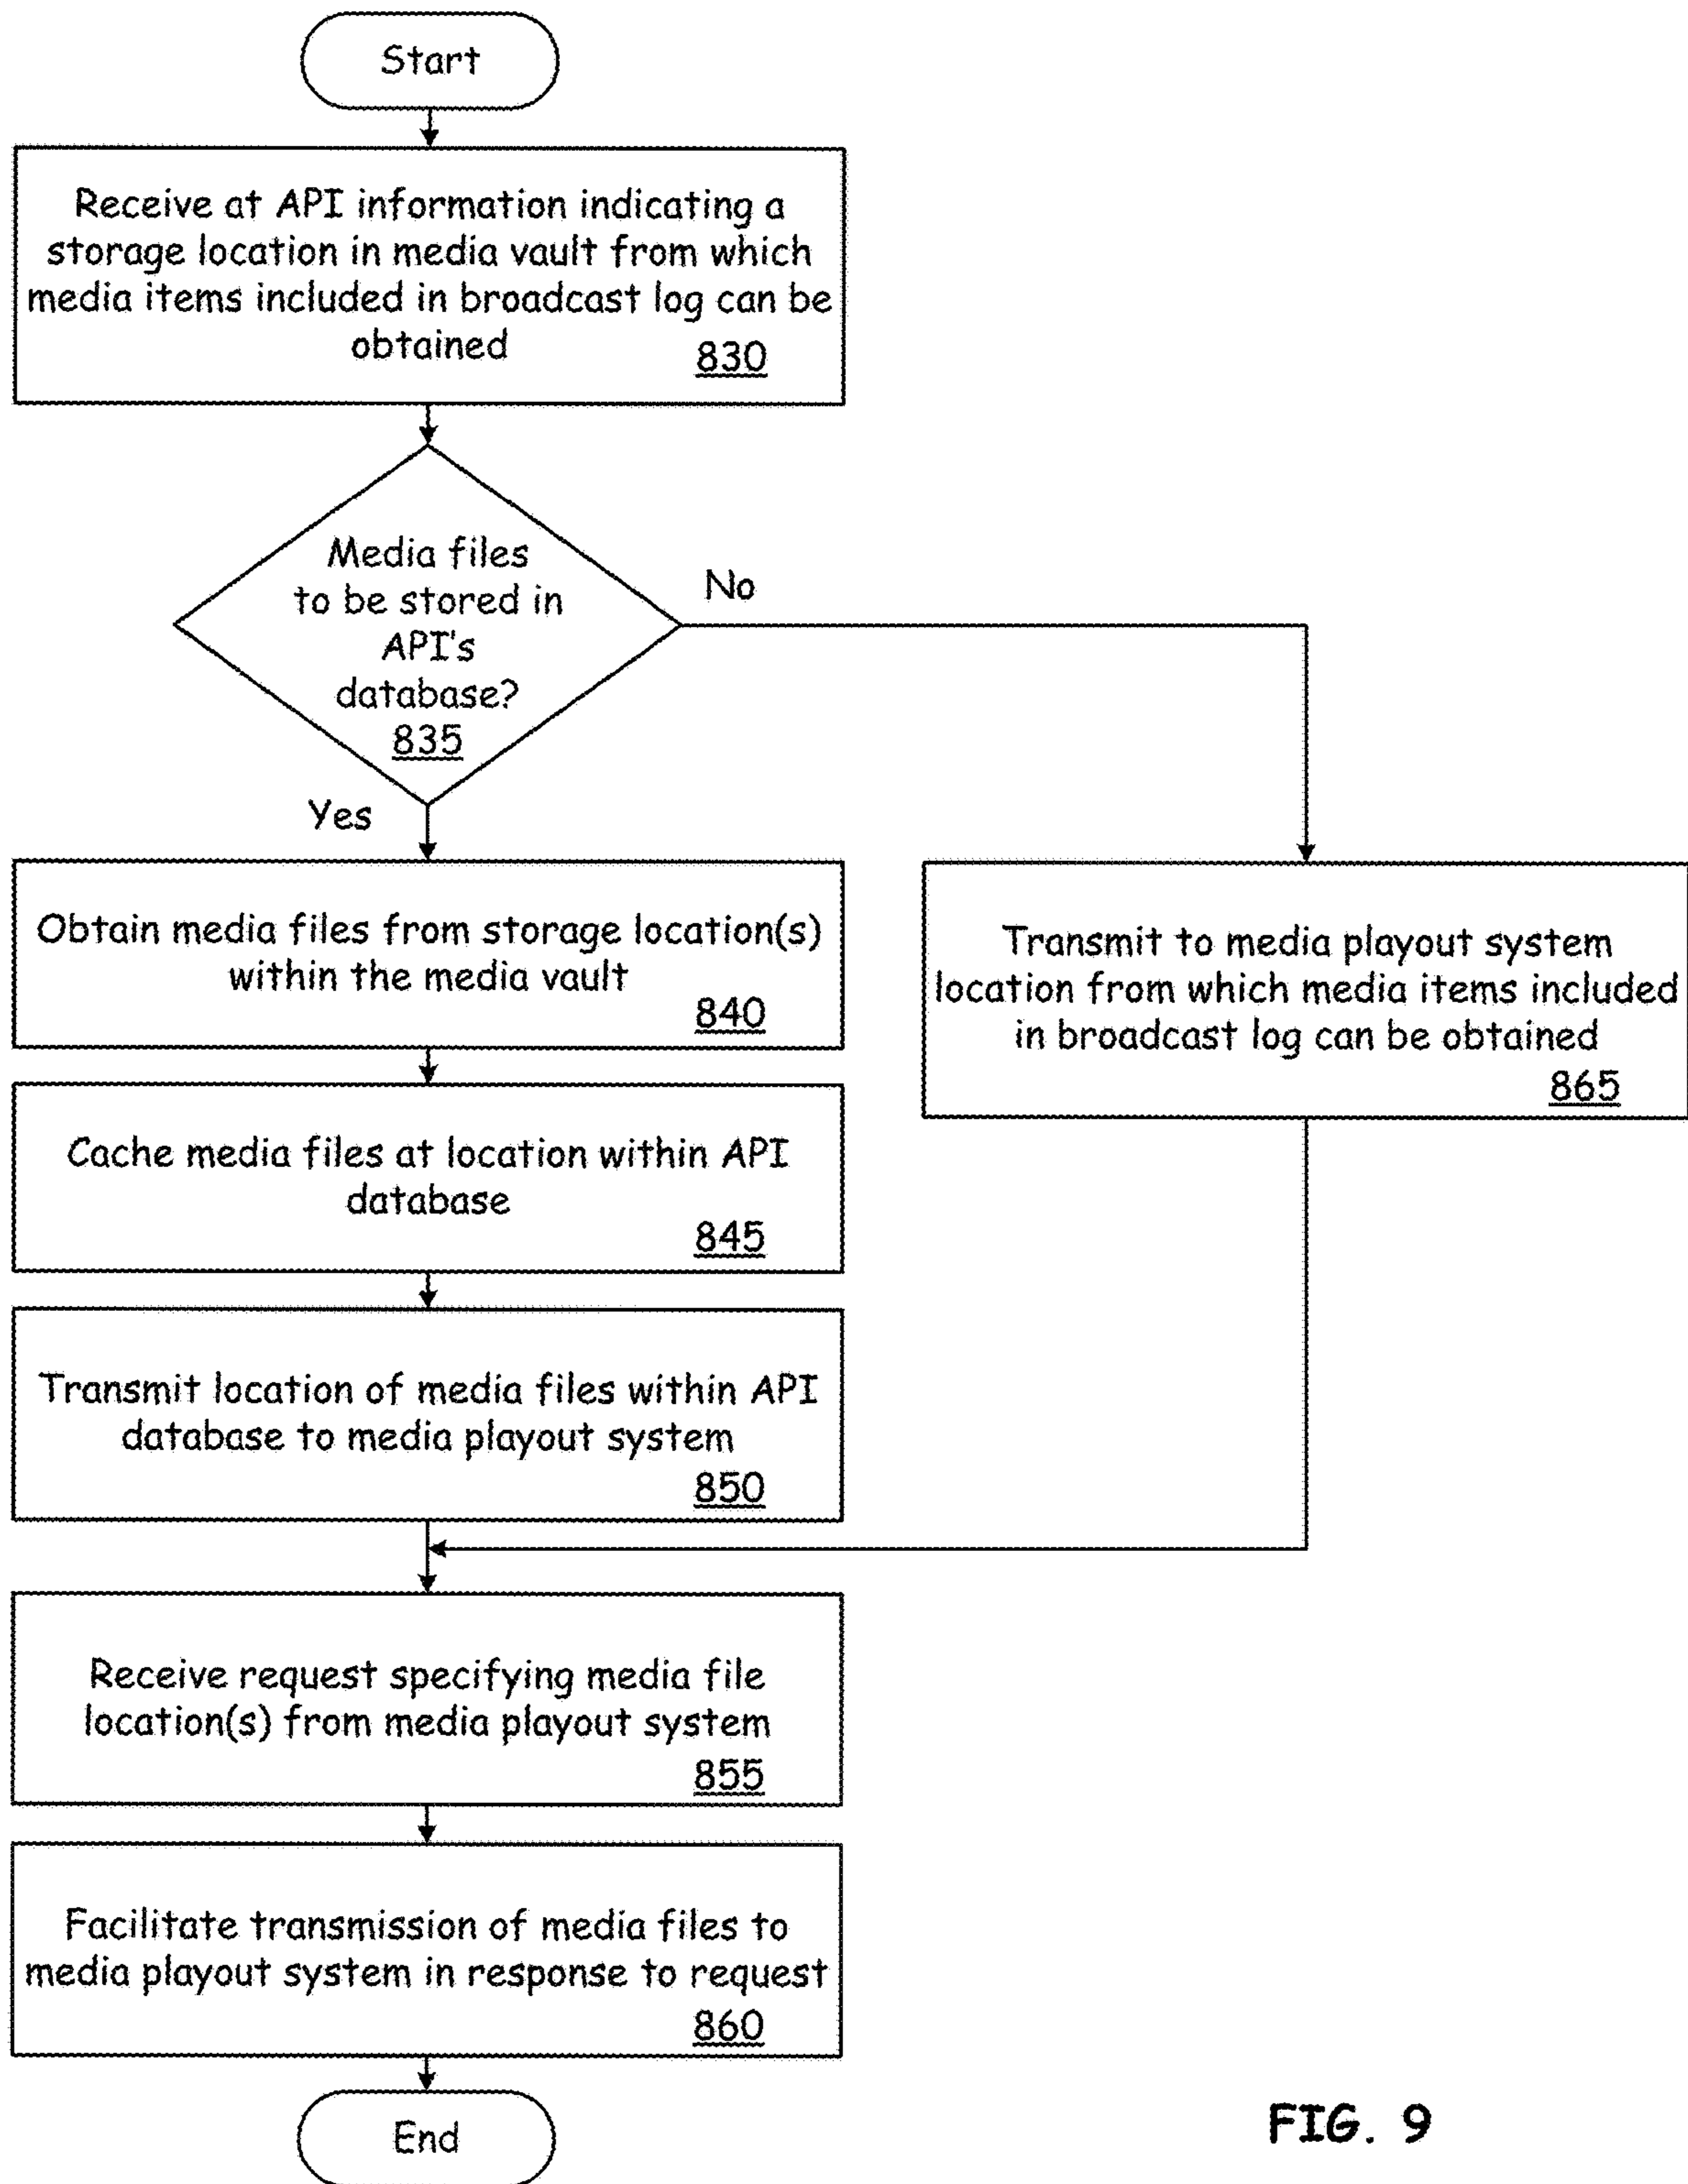 Start
Receive at API information indicating a
storage location in media vault from which
media items included in broadcast log can be
obtained
830
Media files
to be stored in
API's
database?
835
No
Yes
Obtain media files from storage location(s)
within the media vault
840
Transmit to media playout system
location from which media items included
in broadcast log can be obtained
865
Cache media files at location within API
database
845
Transmit location of media files within API
database to media playout system
850
Receive request specifying media file
location(s) from media playout system
855
Facilitate transmission of media files to
media playout system in response to request
860
End
FIG. 9